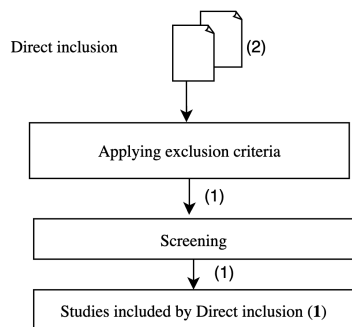 Direct inclusion (2)
Applying exclusion criteria
(1)
Screening
(1)
Studies included by Direct inclusion (1)